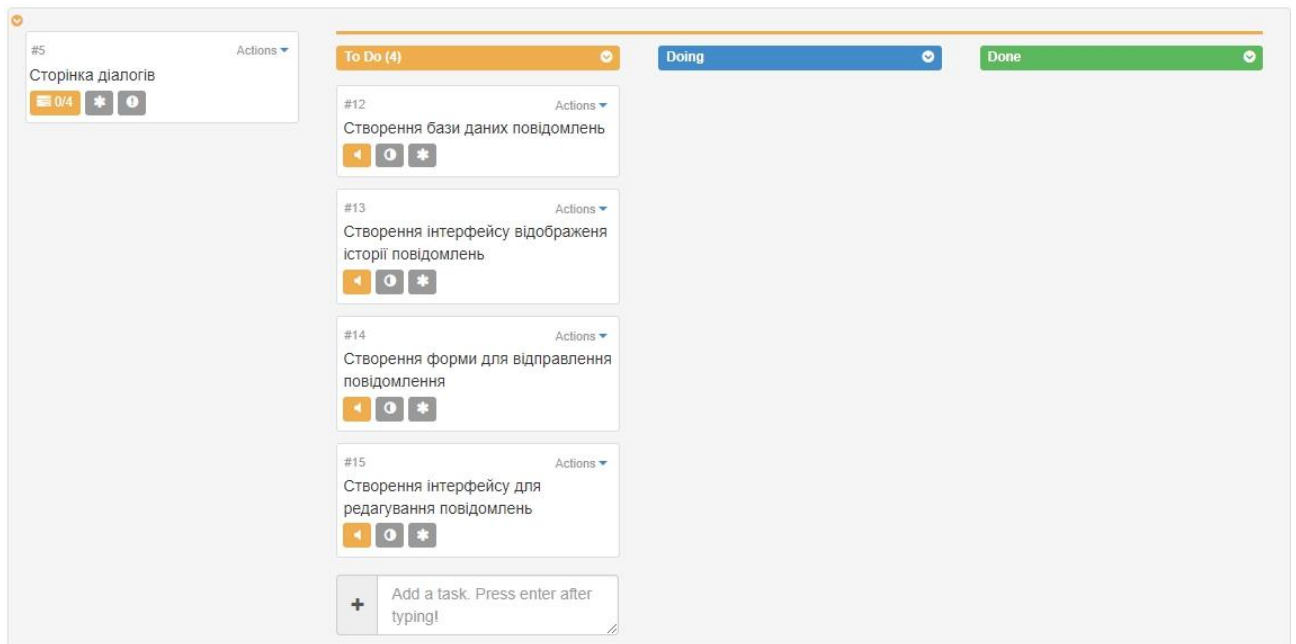 #5 Actions
Сторінка діалогів
0/4
To Do (4)
#12 Actions
Створення бази даних повідомлень
#13 Actions
Створення інтерфейсу відображеня
історії повідомлень
#14 Actions
Створення форми для відправлення
повідомлення
#15 Actions
Створення інтерфейсу для
редагування повідомлень
Add a task. Press enter after
typing!
Doing
Done